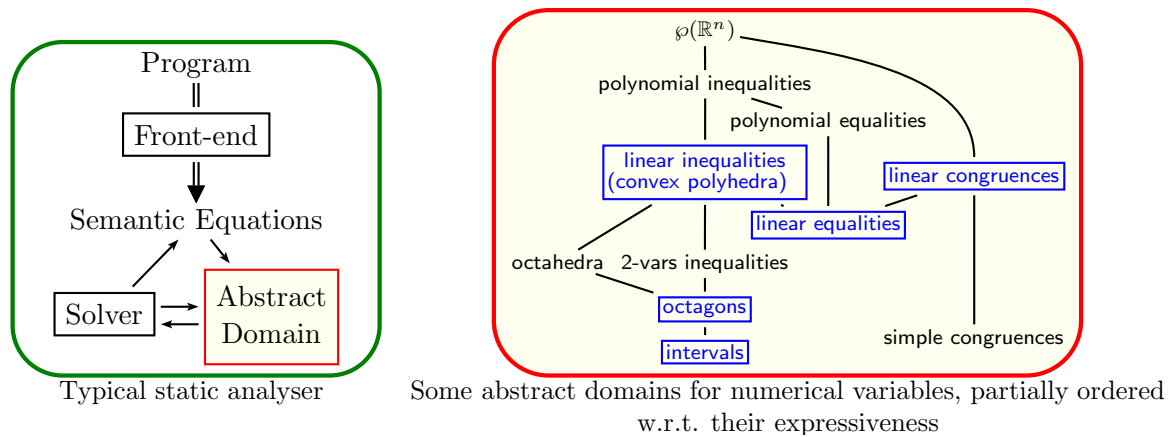 Program
Front-end
Semantic Equations
Solver
Abstract
Domain
Typical static analyser
℘(ℝⁿ)
polynomial inequalities
polynomial equalities
linear inequalities
(convex polyhedra)
linear congruences
linear equalities
octahedra
2-vars inequalities
octagons
simple congruences
intervals
Some abstract domains for numerical variables, partially ordered
w.r.t. their expressiveness